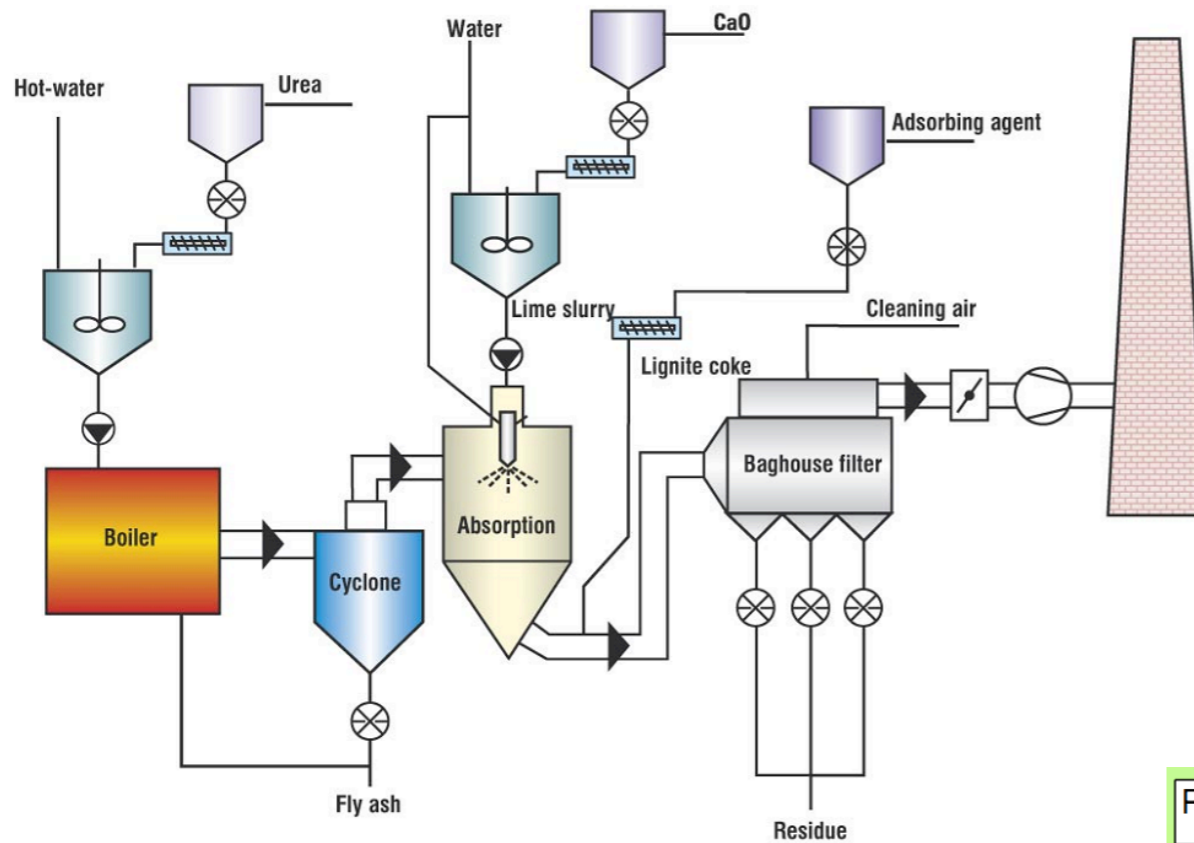 Water
CaO
Hot-water
Urea
Adsorbing agent
Lime slurry
Cleaning air
Lignite coke
Baghouse filter
Boiler
Absorption
Cyclone
Fly ash
Residue